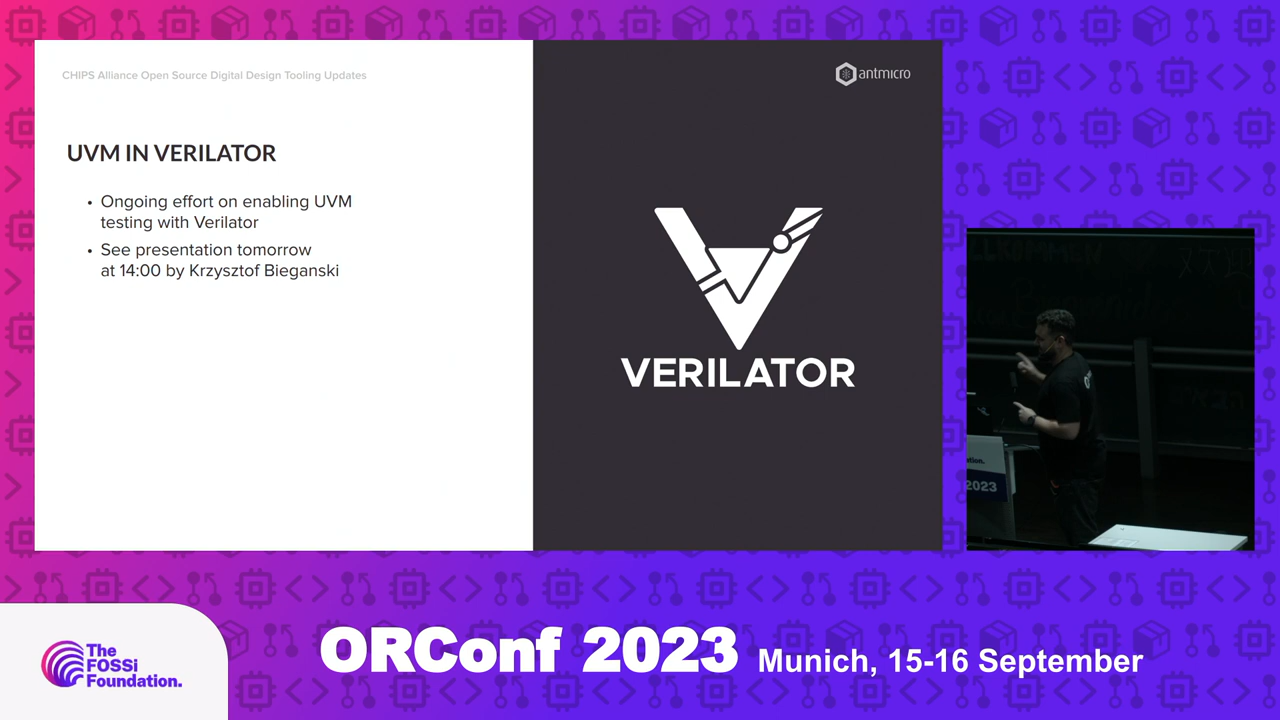 CHIPS Alliance Open Source Digital Design Tooling Updates
antmicro
UVM IN VERILATOR
• Ongoing effort on enabling UVM
testing with Verilator
• See presentation tomorrow
at 14:00 by Krzysztof Bieganski
VERILATOR
2023
The
FOSSi
Foundation.
ORConf 2023
Munich, 15-16 September